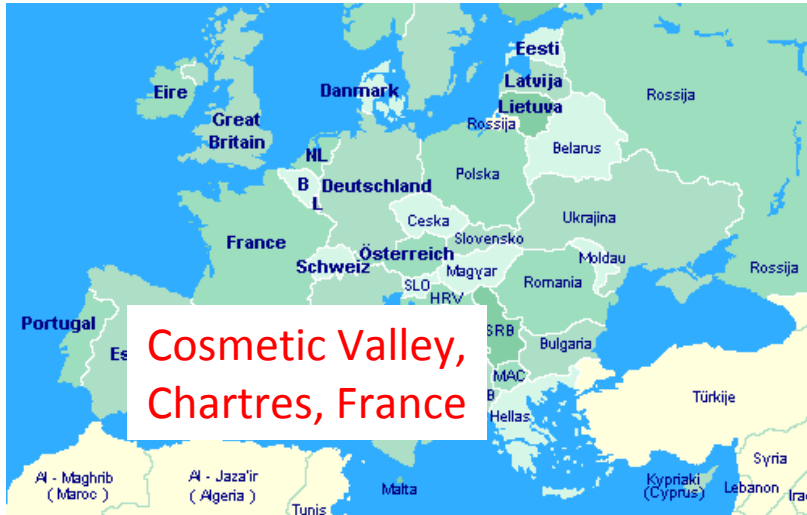 Eesti
Latvija
Eire
Danmark
Lietuva
Rossija
Great
Britain
Rossija
Belarus
NL
Polska
B
Deutschland
L
Ceska
Ukrajina
France
Slovensko
Österreich
Moldau
Schweiz
Magyar
Rossija
SLO
Romania
HRV
Portugal
SRB
Es
Cosmetic Valley,
Chartres, France
Bulgaria
MAC
B
Türkije
Hellas
Syria
Al - Maghrib
( Maroc )
Al - Jaza'ir
( Algeria )
Malta
Kypriaki
(Cyprus)
Lebanon
Ira
Tunis